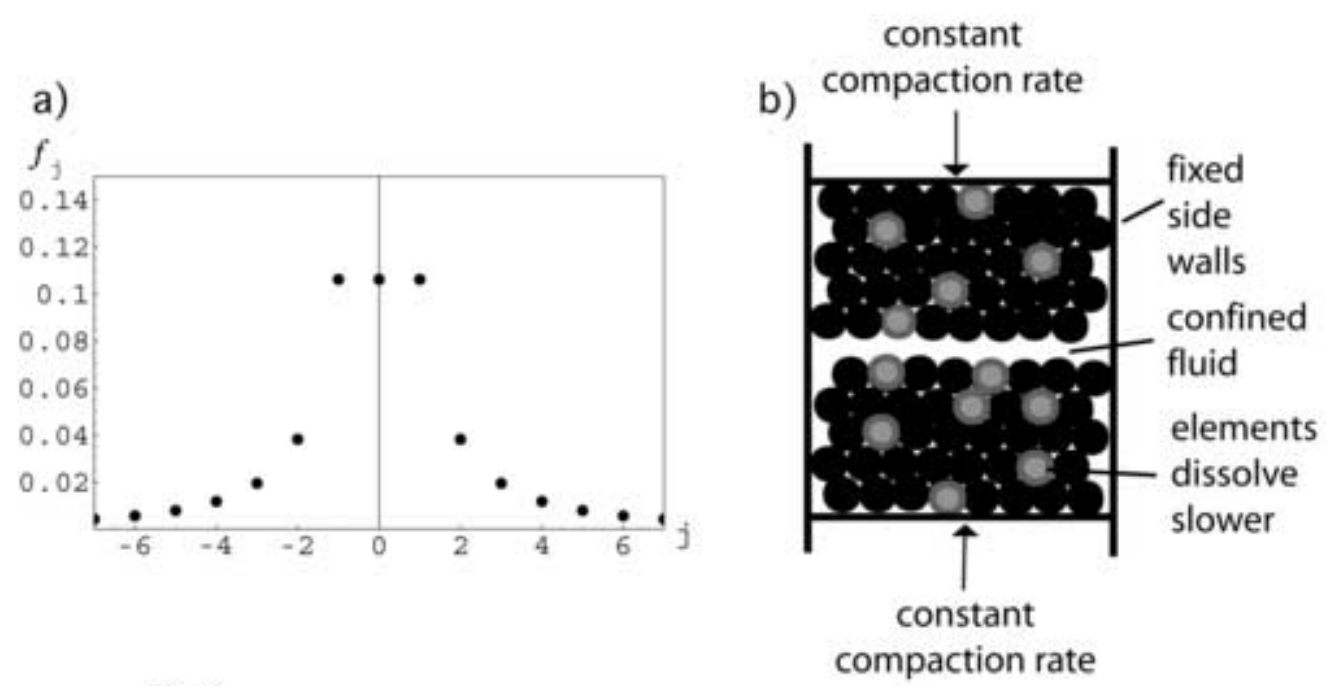 a)
f j
0.14
0.12
0.1
0.08
0.06
0.04
0.02
-6 -4 -2 0 2 4 6 j
b)
constant
compaction rate
fixed
side
walls
confined
fluid
elements
dissolve
slower
constant
compaction rate